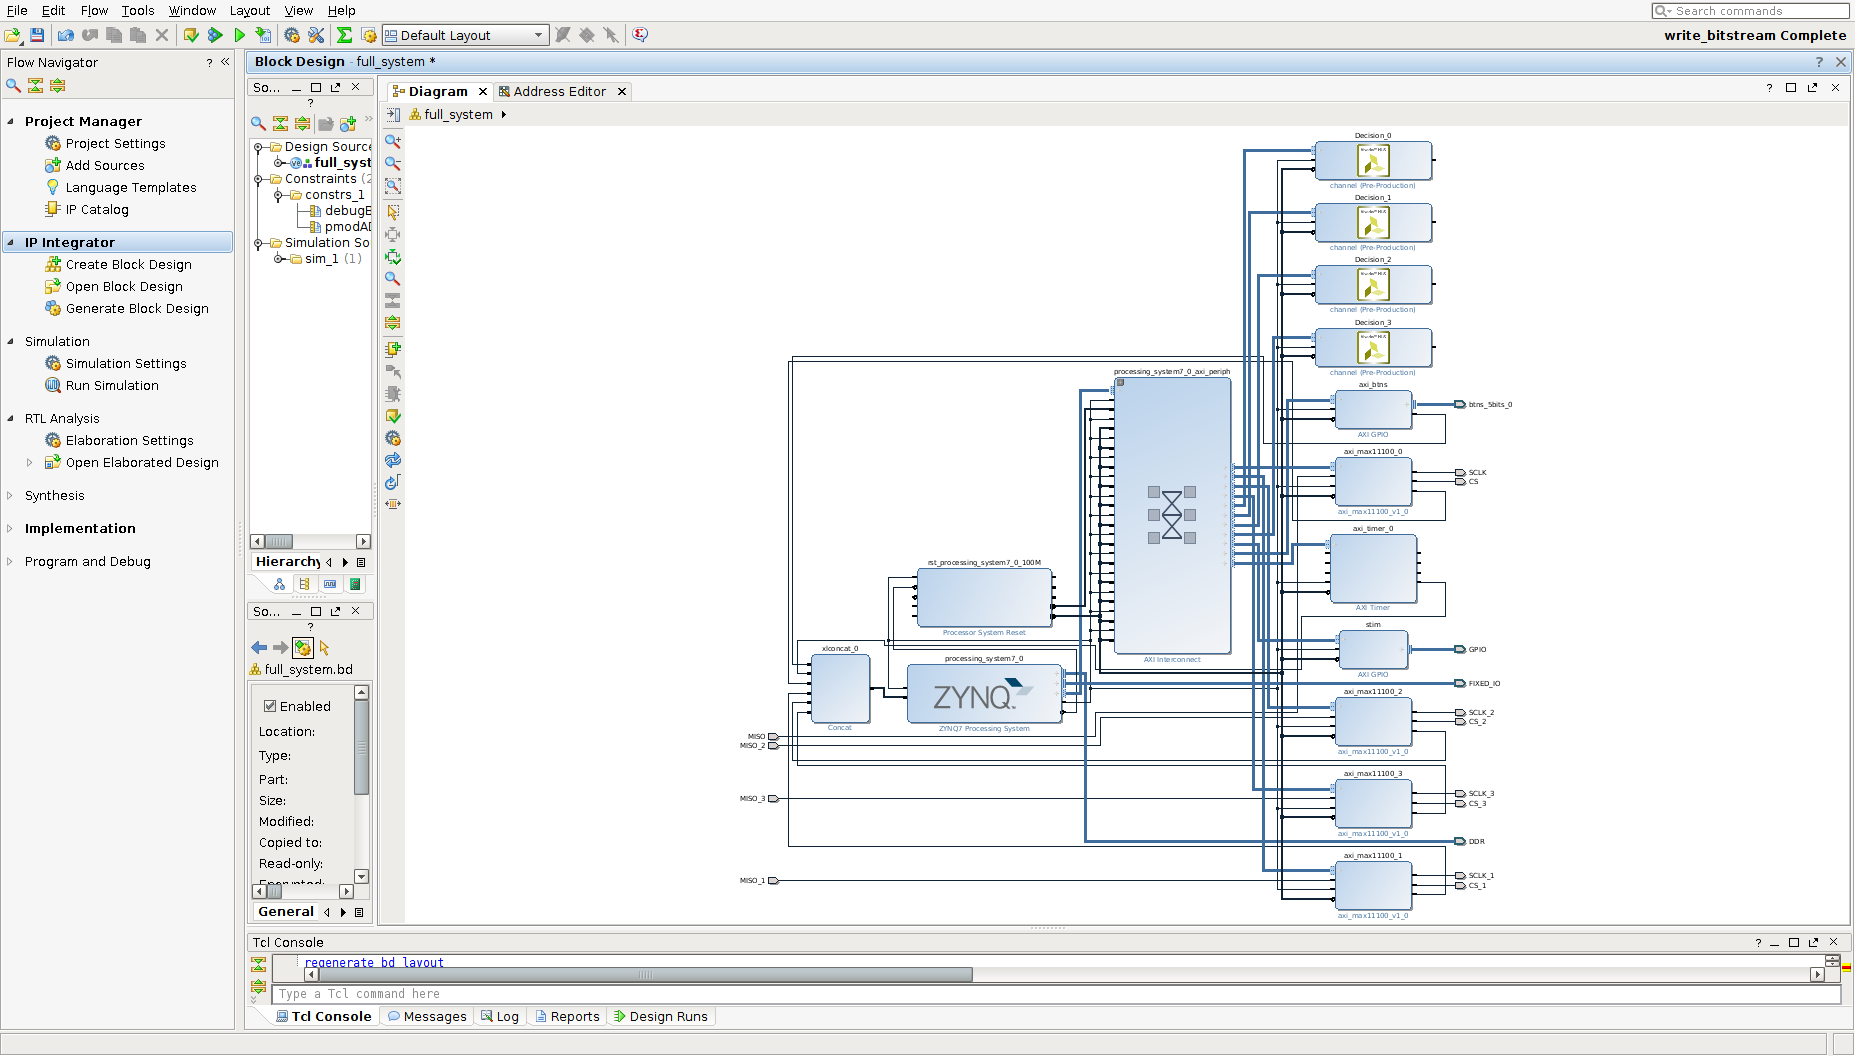 File Edit Flow Tools Window Layout View Help
Search commands
Default Layout
write_bitstream Complete
Flow Navigator
Project Manager
Project Settings
Add Sources
Language Templates
IP Catalog
IP Integrator
Create Block Design
Open Block Design
Generate Block Design
Simulation
Simulation Settings
Run Simulation
RTL Analysis
Elaboration Settings
Open Elaborated Design
Synthesis
Implementation
Program and Debug
Block Design - full_system *
So...
Design Source
full_syst
Constraints (2
constrs_1
debugE
pmodAD
Simulation So
sim_1 (1)
Hierarchy
So...
full_system.bd
Enabled
Location:
Type:
Part:
Size:
Modified:
Copied to:
Read-only:
General
Diagram
Address Editor
full_system
Decision_0
channel (Pre-Production)
Decision_1
channel (Pre-Production)
Decision_2
channel (Pre-Production)
Decision_3
channel (Pre-Production)
processing_system7_0_axi_periph
AXI Interconnect
axi_btns
AXI GPIO
btns_5bits_0
axi_max11100_0
axi_max11100_v1_0
SCLK
CS
axi_timer_0
AXI Timer
stim
AXI GPIO
GPIO
FIXED_IO
rst_processing_system7_0_100M
Processor System Reset
xlconcat_0
Concat
processing_system7_0
ZYNQ
ZYNQ7 Processing System
MISO
MISO_2
MISO_3
MISO_1
axi_max11100_2
axi_max11100_v1_0
SCLK_2
CS_2
axi_max11100_3
axi_max11100_v1_0
SCLK_3
CS_3
DDR
axi_max11100_1
axi_max11100_v1_0
SCLK_1
CS_1
Tcl Console
regenerate_bd_layout
Type a Tcl command here
Tcl Console Messages Log Reports Design Runs